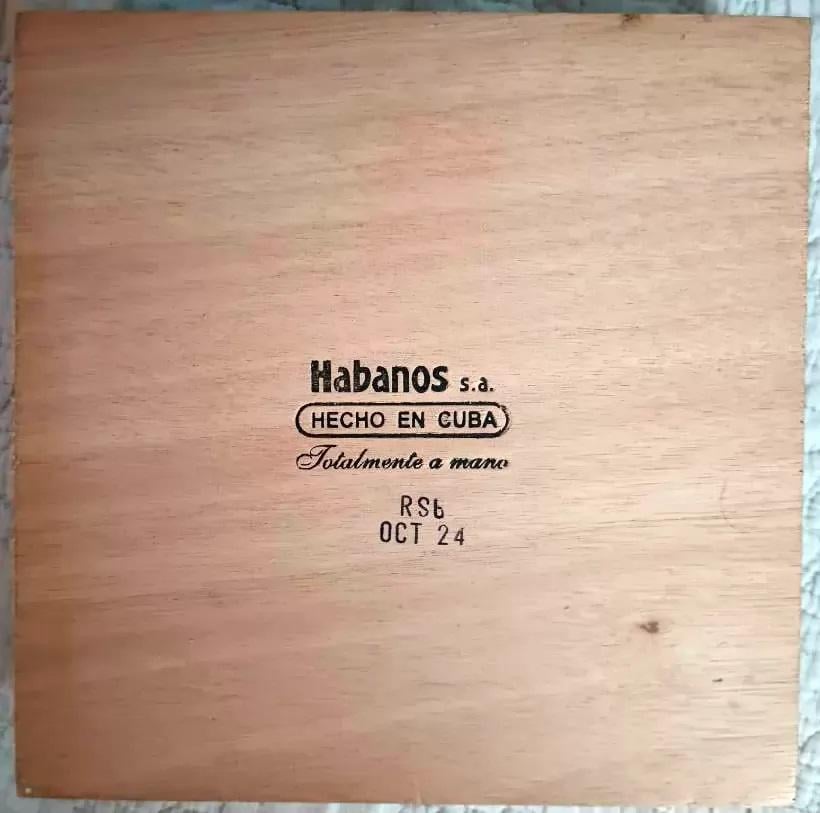 Habanos s.a.
HECHO EN CUBA
Totalmente a mano
RSb
OCT 24